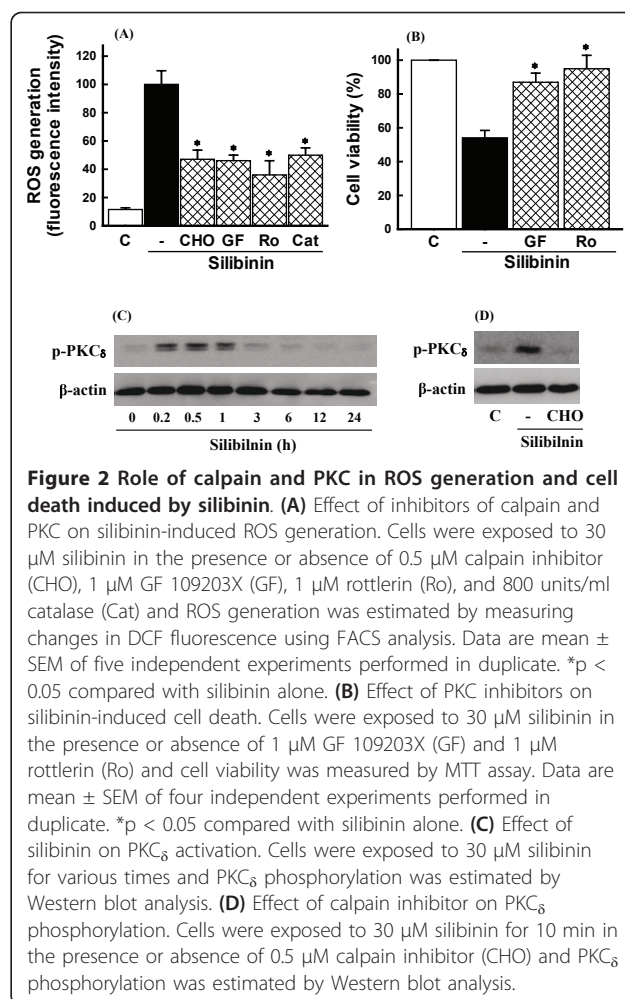 (A)
ROS generation
(fluorescence intensity)
120
100
80
60
40
20
0
* * * *
C - CHO GF Ro Cat
Silibinin
(B)
Cell viability (%)
100
80
60
40
20
0
* *
C - GF Ro
Silibinin
(C)
p-PKCδ
β-actin
0 0.2 0.5 1 3 6 12 24
Silibilnin (h)
(D)
p-PKCδ
β-actin
C - CHO
Silibilnin
Figure 2 Role of calpain and PKC in ROS generation and cell
death induced by silibinin. (A) Effect of inhibitors of calpain and
PKC on silibinin-induced ROS generation. Cells were exposed to 30
μM silibinin in the presence or absence of 0.5 μM calpain inhibitor
(CHO), 1 μM GF 109203X (GF), 1 μM rottlerin (Ro), and 800 units/ml
catalase (Cat) and ROS generation was estimated by measuring
changes in DCF fluorescence using FACS analysis. Data are mean ±
SEM of five independent experiments performed in duplicate. *p <
0.05 compared with silibinin alone. (B) Effect of PKC inhibitors on
silibinin-induced cell death. Cells were exposed to 30 μM silibinin in
the presence or absence of 1 μM GF 109203X (GF) and 1 μM
rottlerin (Ro) and cell viability was measured by MTT assay. Data are
mean ± SEM of four independent experiments performed in
duplicate. *p < 0.05 compared with silibinin alone. (C) Effect of
silibinin on PKCδ activation. Cells were exposed to 30 μM silibinin
for various times and PKCδ phosphorylation was estimated by
Western blot analysis. (D) Effect of calpain inhibitor on PKCδ
phosphorylation. Cells were exposed to 30 μM silibinin for 10 min in
the presence or absence of 0.5 μM calpain inhibitor (CHO) and PKCδ
phosphorylation was estimated by Western blot analysis.